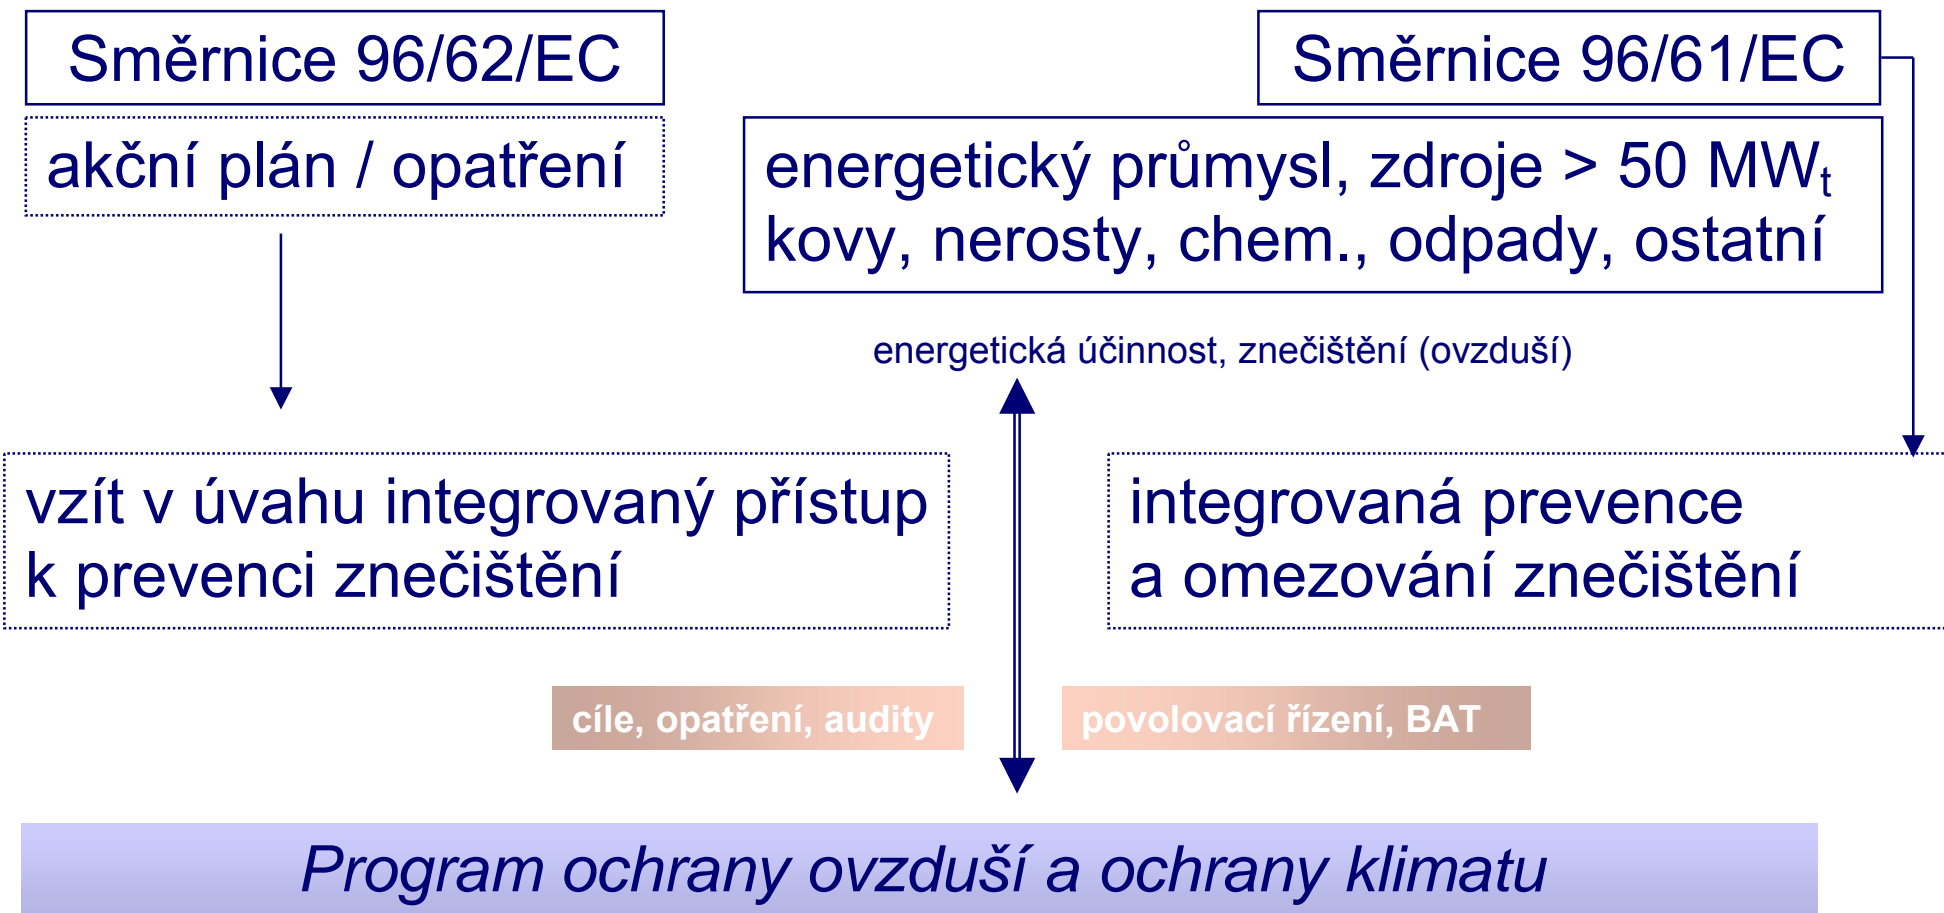 Směrnice 96/62/EC
Směrnice 96/61/EC
akční plán / opatření
energetický průmysl, zdroje > 50 MWt
kovy, nerosty, chem., odpady, ostatní
energetická účinnost, znečištění (ovzduší)
vzít v úvahu integrovaný přístup
k prevenci znečištění
integrovaná prevence
a omezování znečištění
cíle, opatření, audity
povolovací řízení, BAT
Program ochrany ovzduší a ochrany klimatu